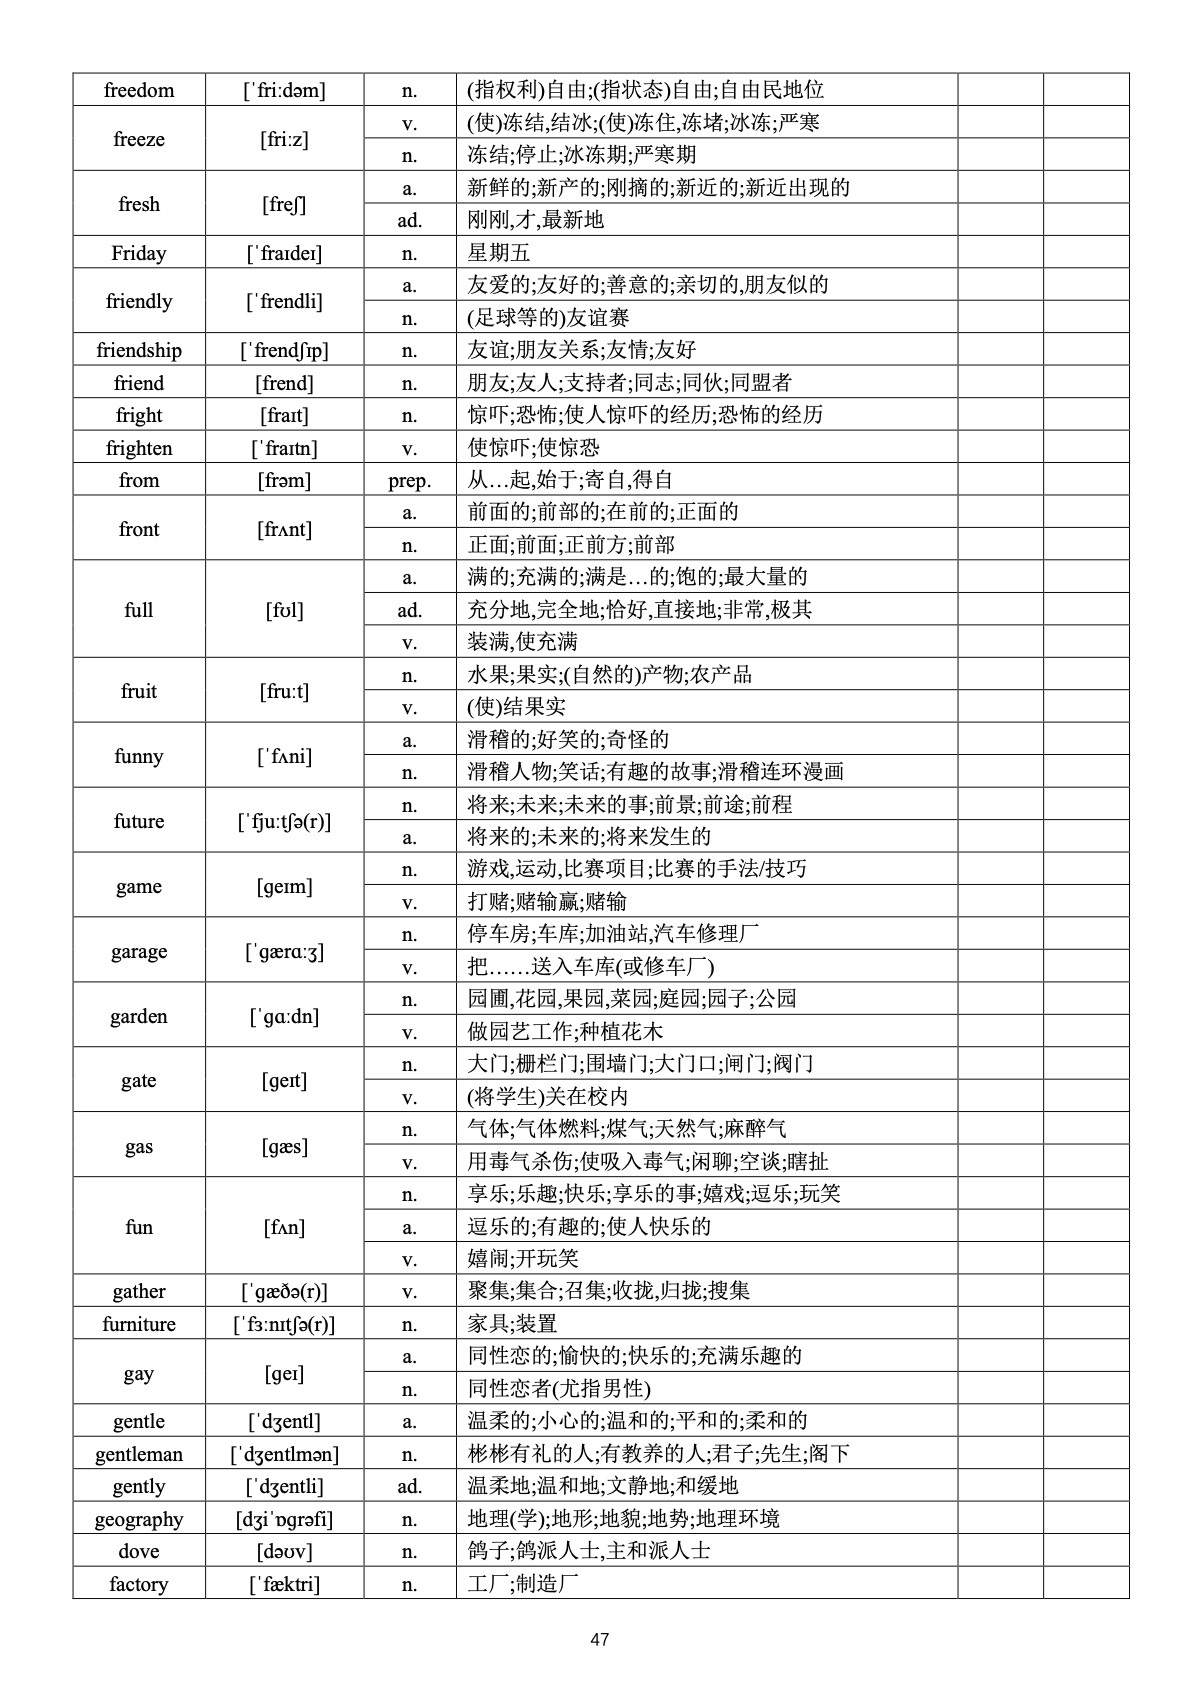 freedom [ˈfriːdəm] n. (指权利)自由;(指状态)自由;自由民地位
freeze [friːz] v. (使)冻结,结冰;(使)冻住,冻堵;冰冻;严寒
n. 冻结;停止;冰冻期;严寒期
fresh [freʃ] a. 新鲜的;新产的;刚摘的;新近的;新近出现的
ad. 刚刚,才,最新地
Friday [ˈfraɪdeɪ] n. 星期五
friendly [ˈfrendli] a. 友爱的;友好的;善意的;亲切的,朋友似的
n. (足球等的)友谊赛
friendship [ˈfrendʃɪp] n. 友谊;朋友关系;友情;友好
friend [frend] n. 朋友;友人;支持者;同志;同伙;同盟者
fright [fraɪt] n. 惊吓;恐怖;使人惊吓的经历;恐怖的经历
frighten [ˈfraɪtn] v. 使惊吓;使惊恐
from [frəm] prep. 从…起,始于;寄自,得自
front [frʌnt] a. 前面的;前部的;在前的;正面的
n. 正面;前面;正前方;前部
full [fʊl] a. 满的;充满的;满是…的;饱的;最大量的
ad. 充分地,完全地;恰好,直接地;非常,极其
v. 装满,使充满
fruit [fruːt] n. 水果;果实;(自然的)产物;农产品
v. (使)结果实
funny [ˈfʌni] a. 滑稽的;好笑的;奇怪的
n. 滑稽人物;笑话;有趣的故事;滑稽连环漫画
future [ˈfjuːtʃə(r)] n. 将来;未来;未来的事;前景;前途;前程
a. 将来的;未来的;将来发生的
game [ɡeɪm] n. 游戏,运动,比赛项目;比赛的手法/技巧
v. 打赌;赌输赢;赌输
garage [ˈɡærɑːʒ] n. 停车房;车库;加油站,汽车修理厂
v. 把……送入车库(或修车厂)
garden [ˈɡɑːdn] n. 园圃,花园,果园,菜园;庭园;园子;公园
v. 做园艺工作;种植花木
gate [ɡeɪt] n. 大门;栅栏门;围墙门;大门口;闸门;阀门
v. (将学生)关在校内
gas [ɡæs] n. 气体;气体燃料;煤气;天然气;麻醉气
v. 用毒气杀伤;使吸入毒气;闲聊;空谈;瞎扯
fun [fʌn] n. 享乐;乐趣;快乐;享乐的事;嬉戏;逗乐;玩笑
a. 逗乐的;有趣的;使人快乐的
v. 嬉闹;开玩笑
gather [ˈɡæðə(r)] v. 聚集;集合;召集;收拢,归拢;搜集
furniture [ˈfɜːnɪtʃə(r)] n. 家具;装置
gay [ɡeɪ] a. 同性恋的;愉快的;快乐的;充满乐趣的
n. 同性恋者(尤指男性)
gentle [ˈdʒentl] a. 温柔的;小心的;温和的;平和的;柔和的
gentleman [ˈdʒentlmən] n. 彬彬有礼的人;有教养的人;君子;先生;阁下
gently [ˈdʒentli] ad. 温柔地;温和地;文静地;和缓地
geography [dʒiˈɒɡrəfi] n. 地理(学);地形;地貌;地势;地理环境
dove [dəʊv] n. 鸽子;鸽派人士,主和派人士
factory [ˈfæktri] n. 工厂;制造厂
47